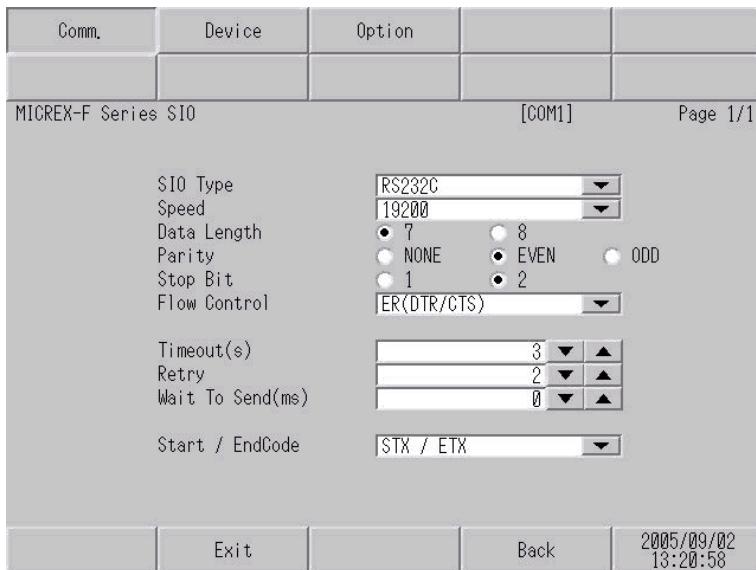 Comm. Device Option
MICREX-F Series SIO [COM1] Page 1/1
SIO Type RS232C
Speed 19200
Data Length 7 8
Parity NONE EVEN ODD
Stop Bit 1 2
Flow Control ER(DTR/CTS)
Timeout(s) 3
Retry 2
Wait To Send(ms) 0
Start / EndCode STX / ETX
Exit Back 2005/09/02
13:20:58